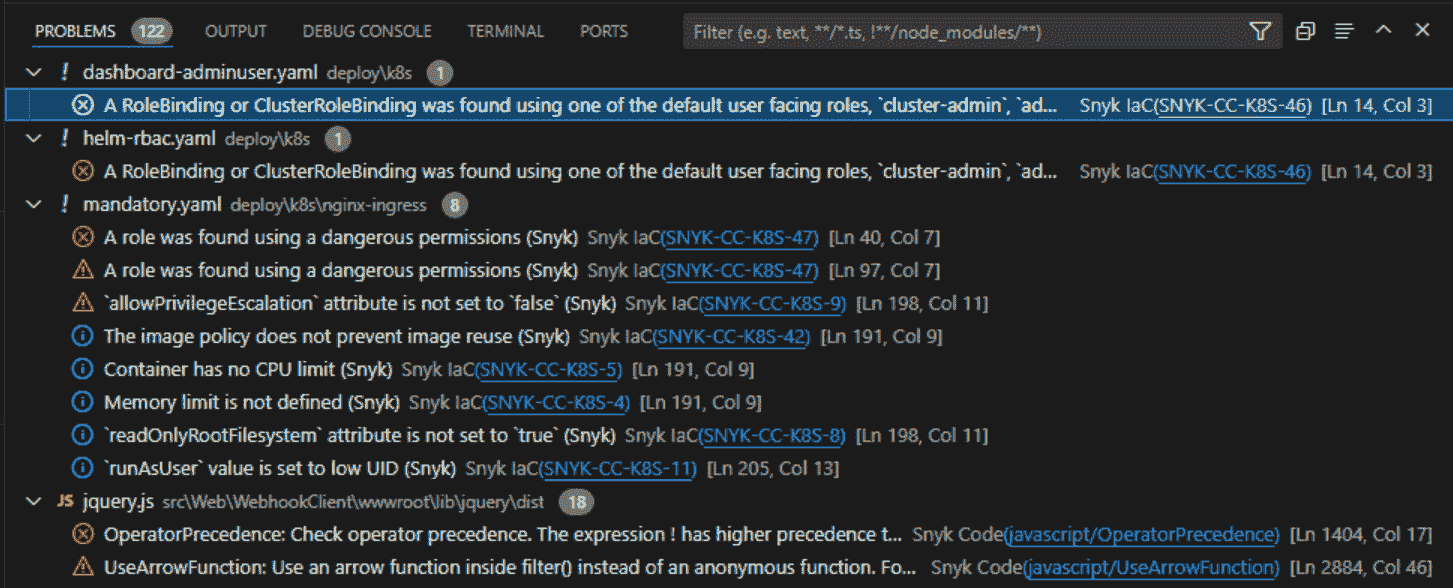 PROBLEMS 122 OUTPUT DEBUG CONSOLE TERMINAL PORTS Filter (e.g. text, **/*.ts, !**/node_modules/**)
! dashboard-adminuser.yaml deploy\k8s 1
A RoleBinding or ClusterRoleBinding was found using one of the default user facing roles, `cluster-admin`, `ad... Snyk IaC(SNYK-CC-K8S-46) [Ln 14, Col 3]
! helm-rbac.yaml deploy\k8s 1
A RoleBinding or ClusterRoleBinding was found using one of the default user facing roles, `cluster-admin`, `ad... Snyk IaC(SNYK-CC-K8S-46) [Ln 14, Col 3]
! mandatory.yaml deploy\k8s\nginx-ingress 8
A role was found using a dangerous permissions (Snyk) Snyk IaC(SNYK-CC-K8S-47) [Ln 40, Col 7]
A role was found using a dangerous permissions (Snyk) Snyk IaC(SNYK-CC-K8S-47) [Ln 97, Col 7]
`allowPrivilegeEscalation` attribute is not set to `false` (Snyk) Snyk IaC(SNYK-CC-K8S-9) [Ln 198, Col 11]
The image policy does not prevent image reuse (Snyk) Snyk IaC(SNYK-CC-K8S-42) [Ln 191, Col 9]
Container has no CPU limit (Snyk) Snyk IaC(SNYK-CC-K8S-5) [Ln 191, Col 9]
Memory limit is not defined (Snyk) Snyk IaC(SNYK-CC-K8S-4) [Ln 191, Col 9]
`readOnlyRootFilesystem` attribute is not set to `true` (Snyk) Snyk IaC(SNYK-CC-K8S-8) [Ln 198, Col 11]
`runAsUser` value is set to low UID (Snyk) Snyk IaC(SNYK-CC-K8S-11) [Ln 205, Col 13]
JS jquery.js src\Web\WebhookClient\wwwroot\lib\jquery\dist 18
OperatorPrecedence: Check operator precedence. The expression ! has higher precedence t... Snyk Code(javascript/OperatorPrecedence) [Ln 1404, Col 17]
UseArrowFunction: Use an arrow function inside filter() instead of an anonymous function. Fo... Snyk Code(javascript/UseArrowFunction) [Ln 2884, Col 46]